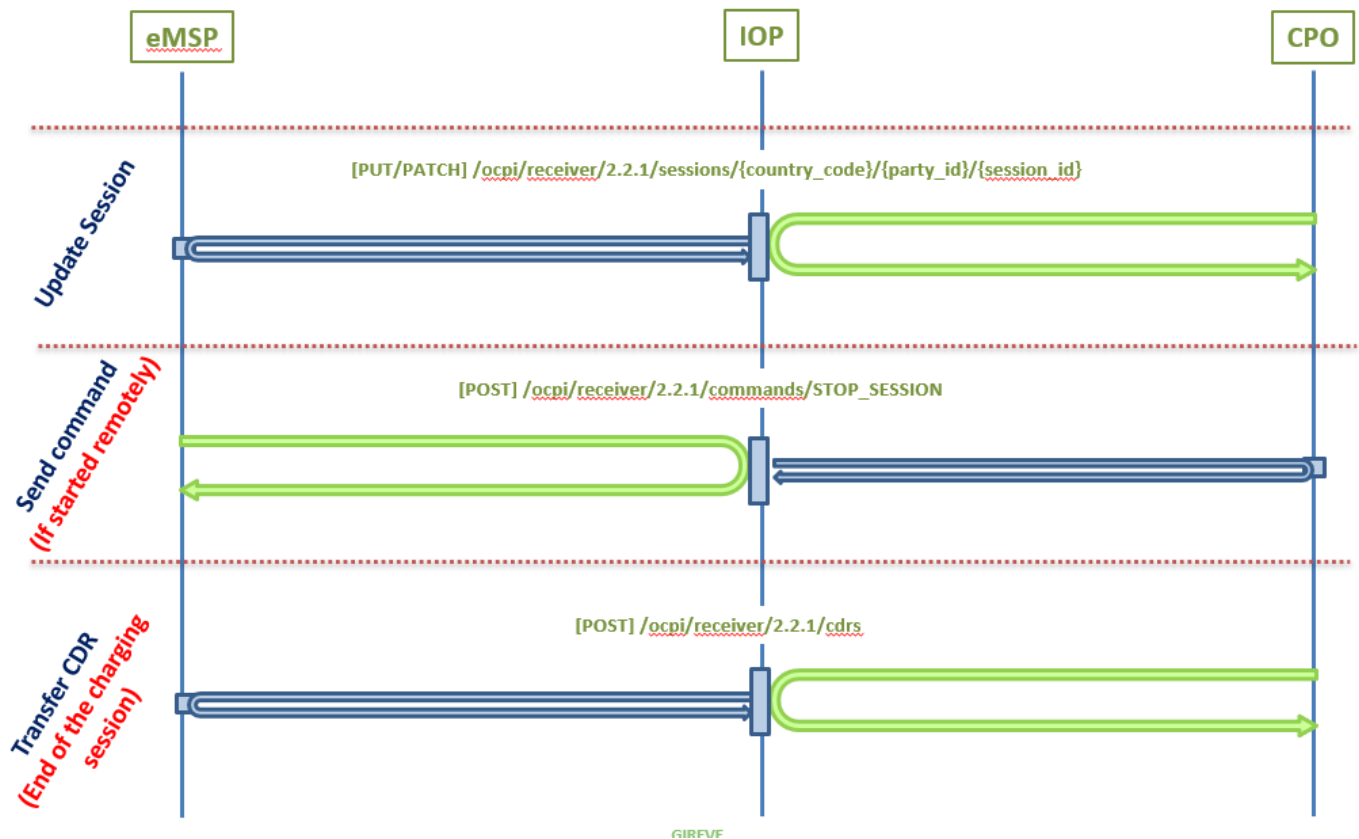 eMSP
IOP
CPO
Update Session
[PUT/PATCH] /ocpi/receiver/2.2.1/sessions/{country_code}/{party_id}/{session_id}
Send command
(If started remotely)
[POST] /ocpi/receiver/2.2.1/commands/STOP_SESSION
Transfer CDR
(End of the charging
session)
[POST] /ocpi/receiver/2.2.1/cdrs
GIREVE